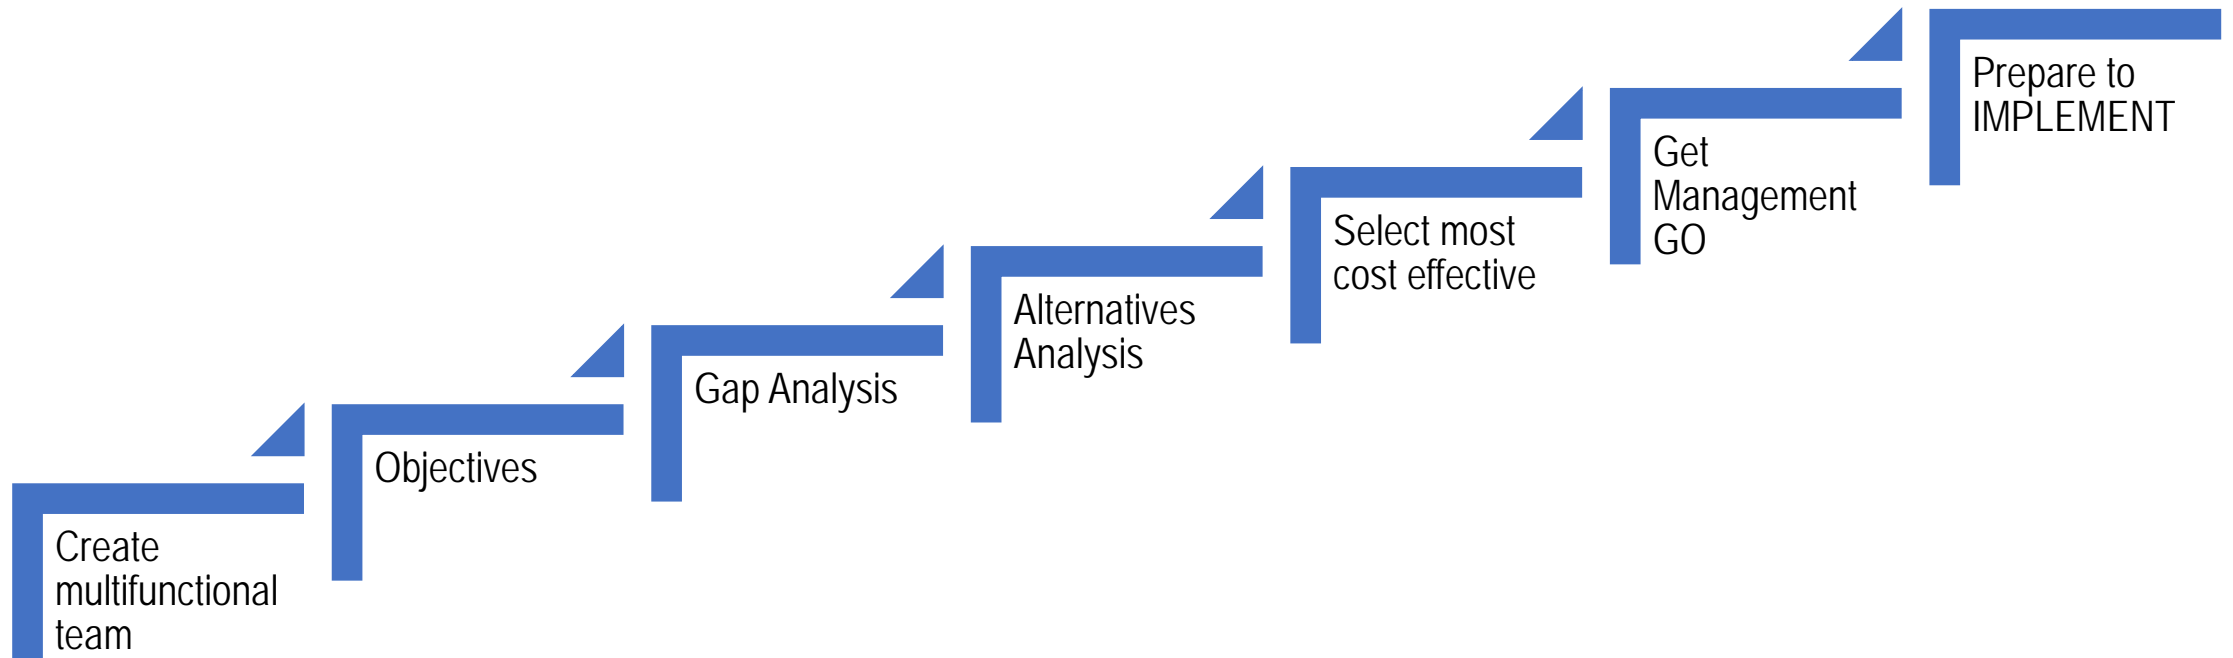 Create
multifunctional
team
Objectives
Gap Analysis
Alternatives
Analysis
Select most
cost effective
Get
Management
GO
Prepare to
IMPLEMENT